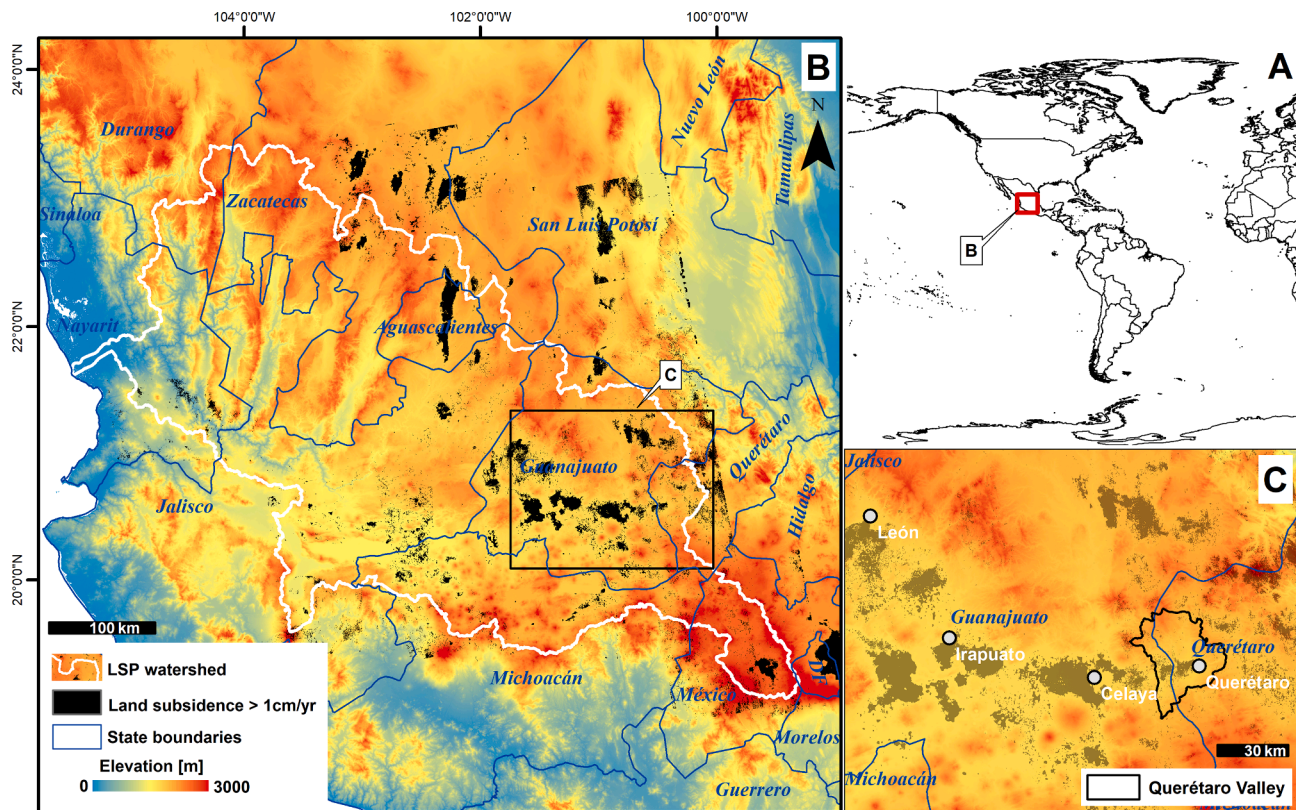 104°0'0"W
102°0'0"W
100°0'0"W
24°0'0"N
22°0'0"N
20°0'0"N
B
N
Durango
Nuevo León
Tamaulipas
Sinaloa
Zacatecas
San Luis Potosí
Nayarit
Aguascalientes
C
Guanajuato
Querétaro
Hidalgo
Jalisco
100 km
Michoacán
México
DF
Morelos
Guerrero
LSP watershed
Land subsidence > 1cm/yr
State boundaries
Elevation [m]
0
3000
A
B
Jalisco
C
León
Guanajuato
Irapuato
Querétaro
Querétaro
Celaya
30 km
Michoacán
Querétaro Valley